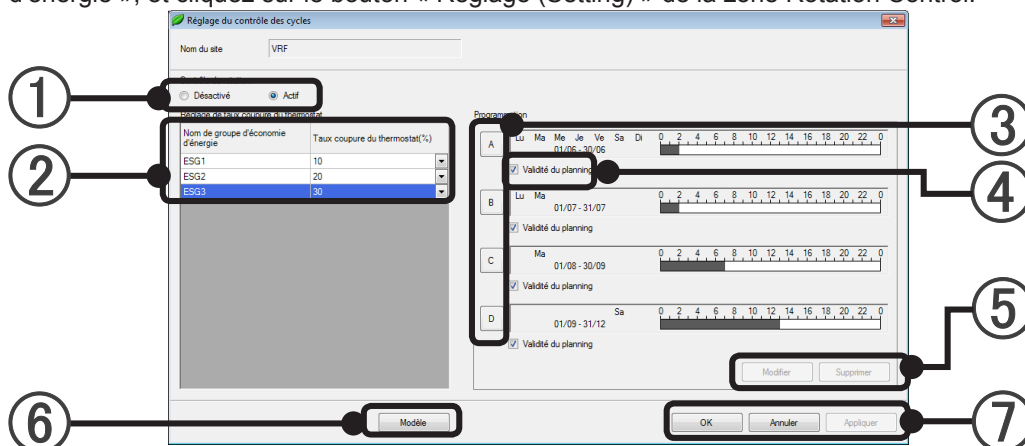 d'énergie », et cliquez sur le bouton « Réglage (Setting) » de la zone Rotation Control.
Réglage du contrôle des cycles
Nom du site VRF
① Désactivé Actif
Réglage de taux coupure du thermostat
② Nom de groupe d'économie d'énergie Taux coupure du thermostat(%)
ESG1 10
ESG2 20
ESG3 30
Programmation
③
A Lu Ma Me Je Ve Sa Di 0 2 4 6 8 10 12 14 16 18 20 22 0
01/06 - 30/06
Validité du planning
④
B Lu Ma 0 2 4 6 8 10 12 14 16 18 20 22 0
01/07 - 31/07
Validité du planning
C Ma 0 2 4 6 8 10 12 14 16 18 20 22 0
01/08 - 30/09
Validité du planning
D Sa 0 2 4 6 8 10 12 14 16 18 20 22 0
01/09 - 31/12
Validité du planning
⑤
Modifier Supprimer
⑥ Modèle
OK Annuler Appliquer ⑦